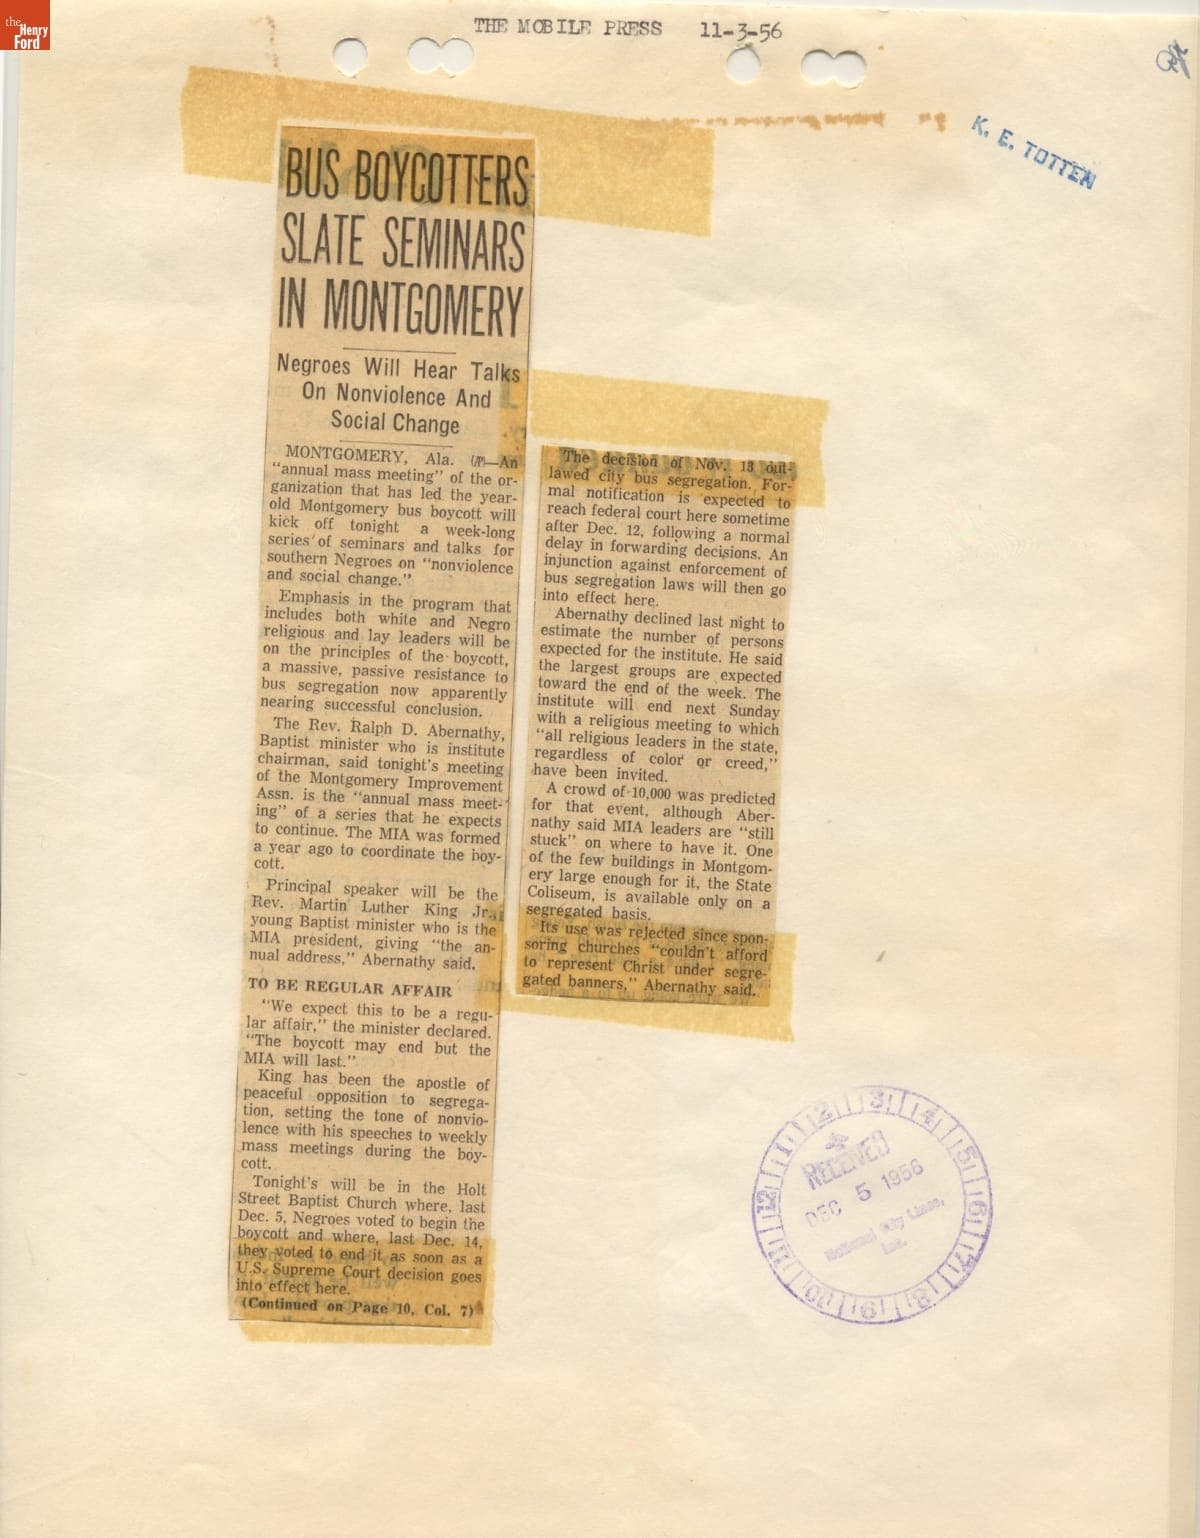 the
Henry
Ford
THE MOBILE PRESS 11-3-56
K. E. TOTTEN
BUS BOYCOTTERS
SLATE SEMINARS
IN MONTGOMERY
Negroes Will Hear Talks
On Nonviolence And
Social Change
MONTGOMERY, Ala. (AP)—An
"annual mass meeting" of the or-
ganization that has led the year-
old Montgomery bus boycott will
kick off tonight a week-long
series of seminars and talks for
southern Negroes on "nonviolence
and social change."
Emphasis in the program that
includes both white and Negro
religious and lay leaders will be
on the principles of the boycott,
a massive, passive resistance to
bus segregation now apparently
nearing successful conclusion.
The Rev. Ralph D. Abernathy,
Baptist minister who is institute
chairman, said tonight's meeting
of the Montgomery Improvement
Assn. is the "annual mass meet-
ing" of a series that he expects
to continue. The MIA was formed
a year ago to coordinate the boy-
cott.
Principal speaker will be the
Rev. Martin Luther King Jr.,
young Baptist minister who is the
MIA president, giving "the an-
nual address," Abernathy said.
TO BE REGULAR AFFAIR
"We expect this to be a regu-
lar affair," the minister declared.
"The boycott may end but the
MIA will last."
King has been the apostle of
peaceful opposition to segrega-
tion, setting the tone of nonvio-
lence with his speeches to weekly
mass meetings during the boy-
cott.
Tonight's will be in the Holt
Street Baptist Church where, last
Dec. 5, Negroes voted to begin the
boycott and where, last Dec. 14,
they voted to end it as soon as a
U.S. Supreme Court decision goes
into effect here.
(Continued on Page 10, Col. 7)
The decision of Nov. 13 out-
lawed city bus segregation. For-
mal notification is expected to
reach federal court here sometime
after Dec. 12, following a normal
delay in forwarding decisions. An
injunction against enforcement of
bus segregation laws will then go
into effect here.
Abernathy declined last night to
estimate the number of persons
expected for the institute. He said
the largest groups are expected
toward the end of the week. The
institute will end next Sunday
with a religious meeting to which
"all religious leaders in the state,
regardless of color or creed,"
have been invited.
A crowd of 10,000 was predicted
for that event, although Aber-
nathy said MIA leaders are "still
stuck" on where to have it. One
of the few buildings in Montgom-
ery large enough for it, the State
Coliseum, is available only on a
segregated basis.
Its use was rejected since spon-
soring churches "couldn't afford
to represent Christ under segre-
gated banners," Abernathy said.
12 1 2 3 4 5 6 7 8 9 10 11
RECEIVED
DEC 5 1956
National City Lines,
Inc.